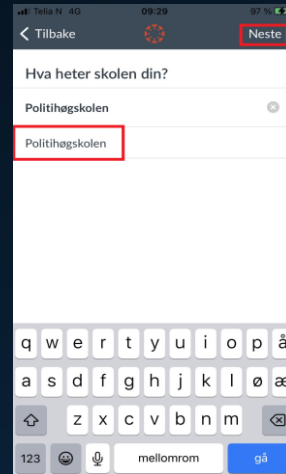 Telia N 4G 09:29 97 %
Tilbake Neste
Hva heter skolen din?
Politihøgskolen
Politihøgskolen
q w e r t y u i o p å
a s d f g h j k l ø æ
z x c v b n m
123 mellomrom gå